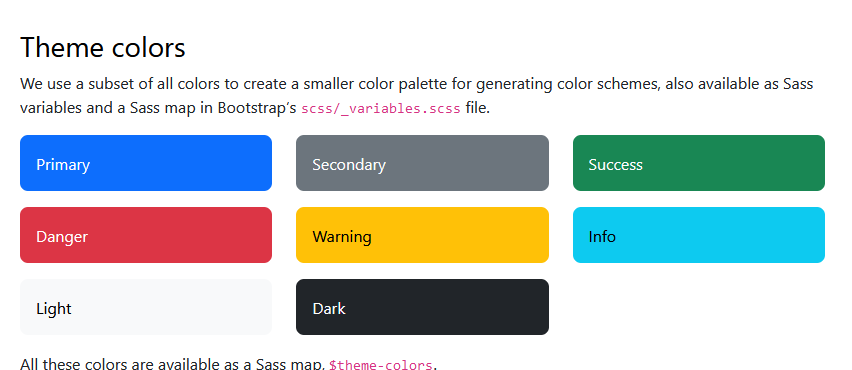 Theme colors
We use a subset of all colors to create a smaller color palette for generating color schemes, also available as Sass
variables and a Sass map in Bootstrap’s scss/_variables.scss file.
Primary
Secondary
Success
Danger
Warning
Info
Light
Dark
All these colors are available as a Sass map, $theme-colors.